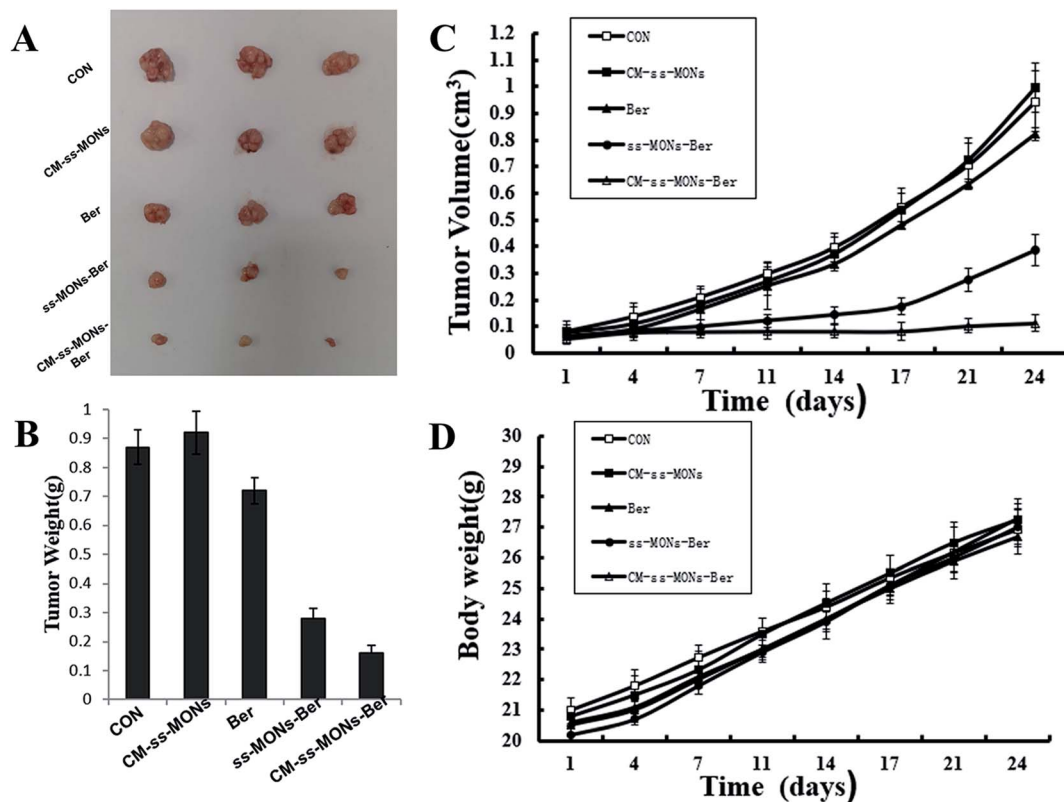 A
CON
CM-ss-MONs
Ber
ss-MONs-Ber
CM-ss-MONs-
Ber
B
Tumor Weight(g)
1
0.9
0.8
0.7
0.6
0.5
0.4
0.3
0.2
0.1
0
CON
CM-ss-MONs
Ber
ss-MONs-Ber
CM-ss-MONs-Ber
C
Tumor Volume(cm³)
1.2
1.1
1
0.9
0.8
0.7
0.6
0.5
0.4
0.3
0.2
0.1
0
CON
CM-ss-MONs
Ber
ss-MONs-Ber
CM-ss-MONs-Ber
1 4 7 11 14 17 21 24
Time (days)
D
Body weight(g)
30
29
28
27
26
25
24
23
22
21
20
CON
CM-ss-MONs
Ber
ss-MONs-Ber
CM-ss-MONs-Ber
1 4 7 11 14 17 21 24
Time (days)